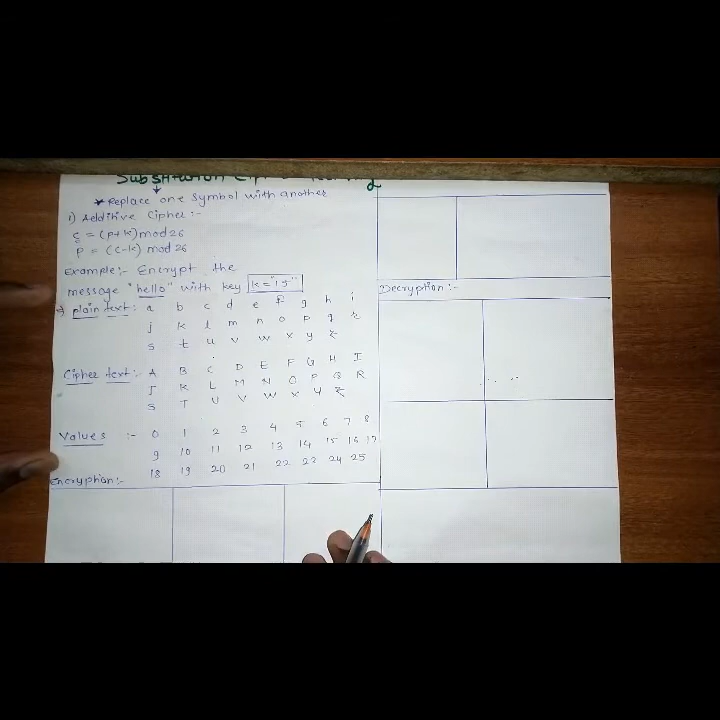 Substitution
* Replace one symbol with another
1) Additive Cipher :-
C = (P+K) mod 26
P = (C-K) mod 26
Example:- Encrypt the
message "hello" with key K="15"
plain text: a b c d e f g h i
j k l m n o p q r
s t u v w x y z
Cipher text:- A B C D E F G H I
J K L M N O P Q R
S T U V W X Y Z
Values :- 0 1 2 3 4 5 6 7 8
9 10 11 12 13 14 15 16 17
18 19 20 21 22 23 24 25
Encryption:-
Decryption:-